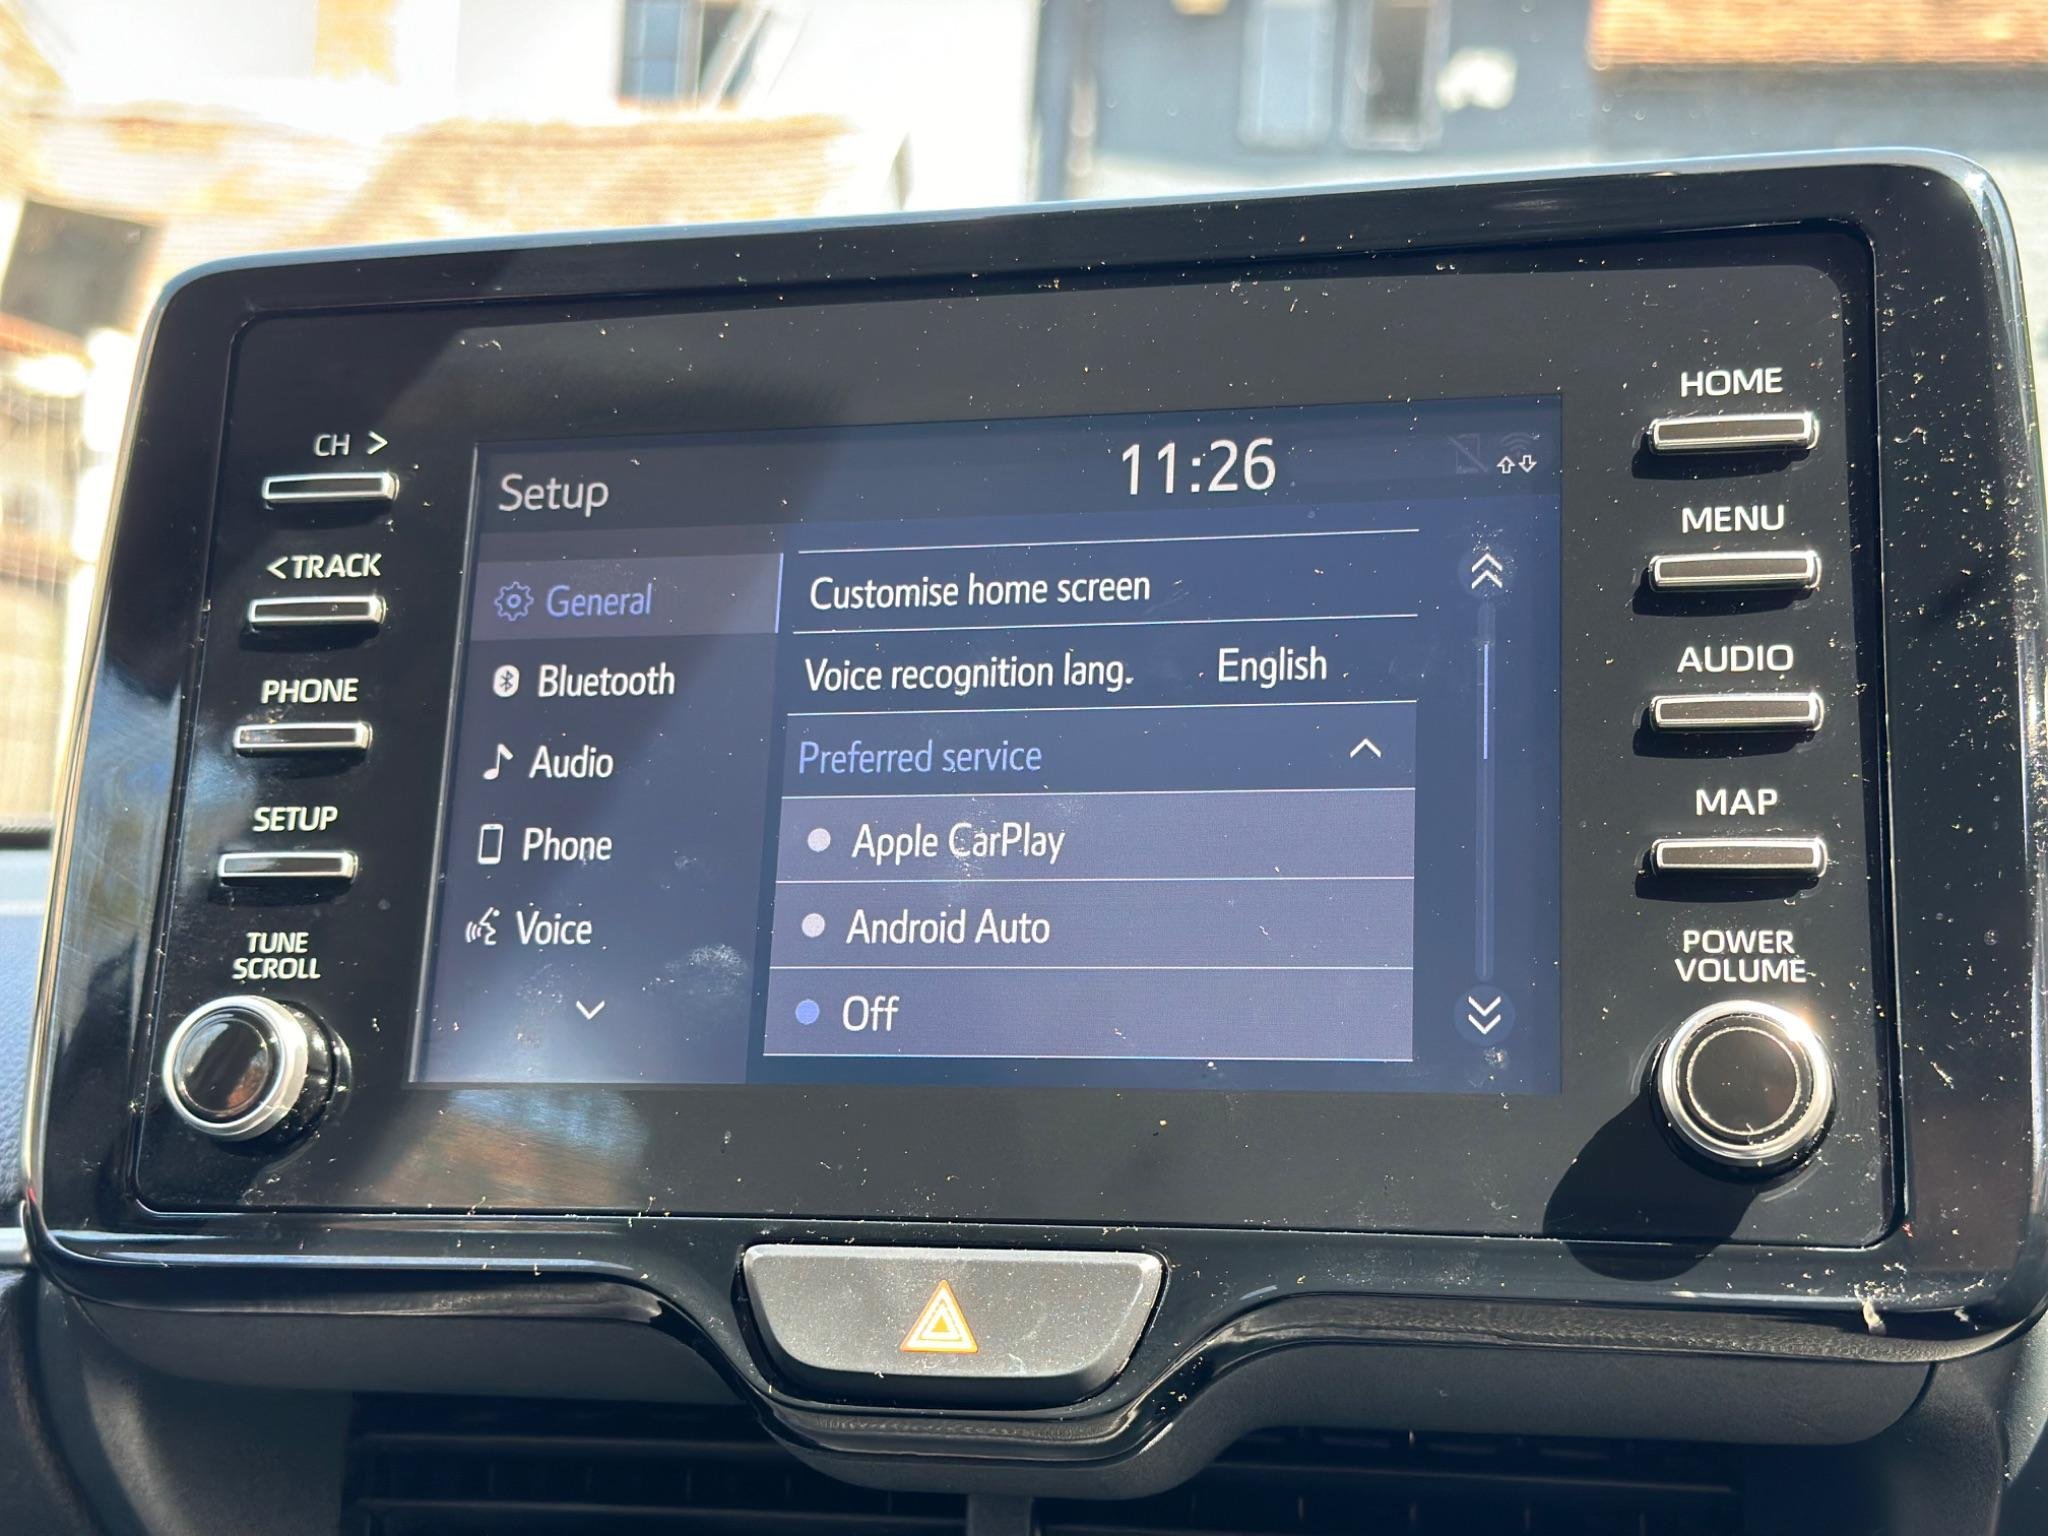 CH >
< TRACK
PHONE
SETUP
TUNE
SCROLL
Setup
11:26
General
Bluetooth
Audio
Phone
Voice
Customise home screen
Voice recognition lang. English
Preferred service
Apple CarPlay
Android Auto
Off
HOME
MENU
AUDIO
MAP
POWER
VOLUME